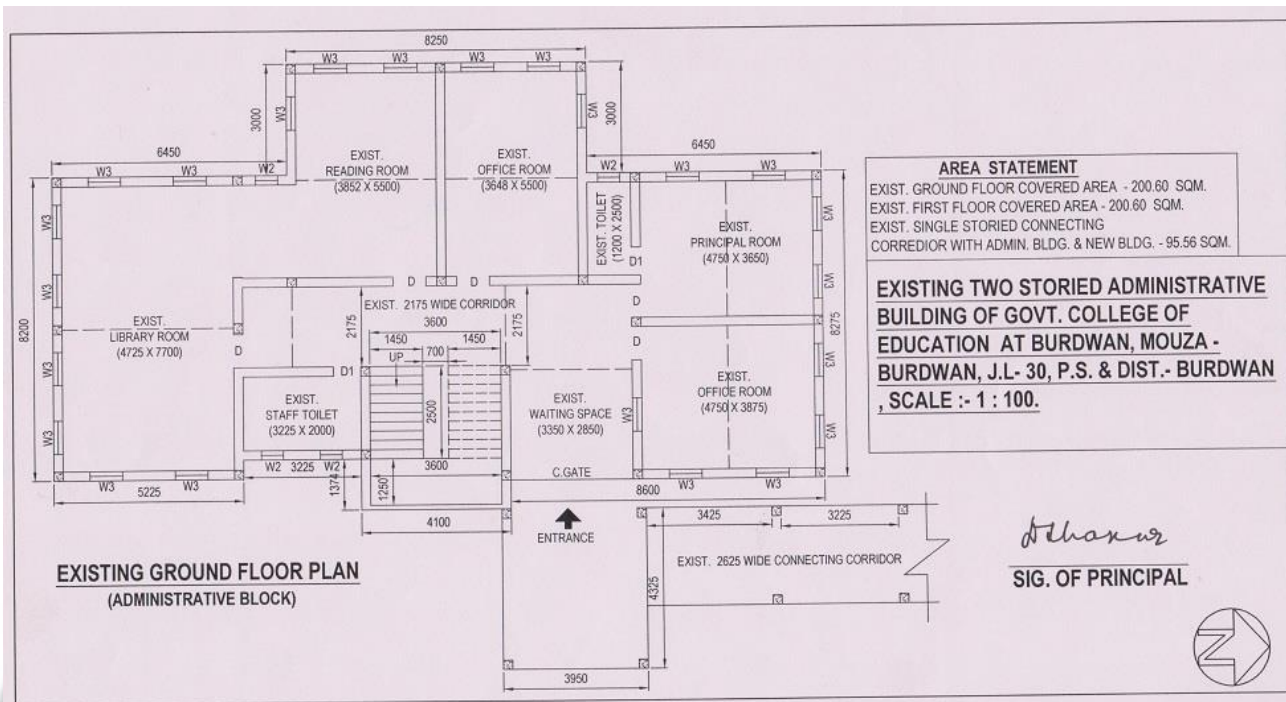 8250
W3
W3
W3
W3
3000
W3
W3
3000
6450
W3
W3
W2
EXIST.
READING ROOM
(3852 X 5500)
EXIST.
OFFICE ROOM
(3648 X 5500)
6450
W2
W3
W3
EXIST. TOILET
(1200 X 2500)
D1
EXIST.
PRINCIPAL ROOM
(4750 X 3650)
W3
W3
8275
W3
W3
8200
W3
W3
W3
W3
EXIST.
LIBRARY ROOM
(4725 X 7700)
D
D
D
EXIST. 2175 WIDE CORRIDOR
2175
3600
2175
1450
700
1450
UP
2500
D
D
D1
EXIST.
STAFF TOILET
(3225 X 2000)
EXIST.
WAITING SPACE
(3350 X 2850)
W3
EXIST.
OFFICE ROOM
(4750 X 3875)
W2
3225
W2
3600
C.GATE
W3
W3
W3
W3
5225
1374
1250
8600
4100
ENTRANCE
3425
3225
EXIST. 2625 WIDE CONNECTING CORRIDOR
4325
3950
EXISTING GROUND FLOOR PLAN
(ADMINISTRATIVE BLOCK)
AREA STATEMENT
EXIST. GROUND FLOOR COVERED AREA - 200.60 SQM.
EXIST. FIRST FLOOR COVERED AREA - 200.60 SQM.
EXIST. SINGLE STORIED CONNECTING
CORREDIOR WITH ADMIN. BLDG. & NEW BLDG. - 95.56 SQM.
EXISTING TWO STORIED ADMINISTRATIVE
BUILDING OF GOVT. COLLEGE OF
EDUCATION AT BURDWAN, MOUZA -
BURDWAN, J.L- 30, P.S. & DIST.- BURDWAN
, SCALE :- 1 : 100.
SIG. OF PRINCIPAL
N